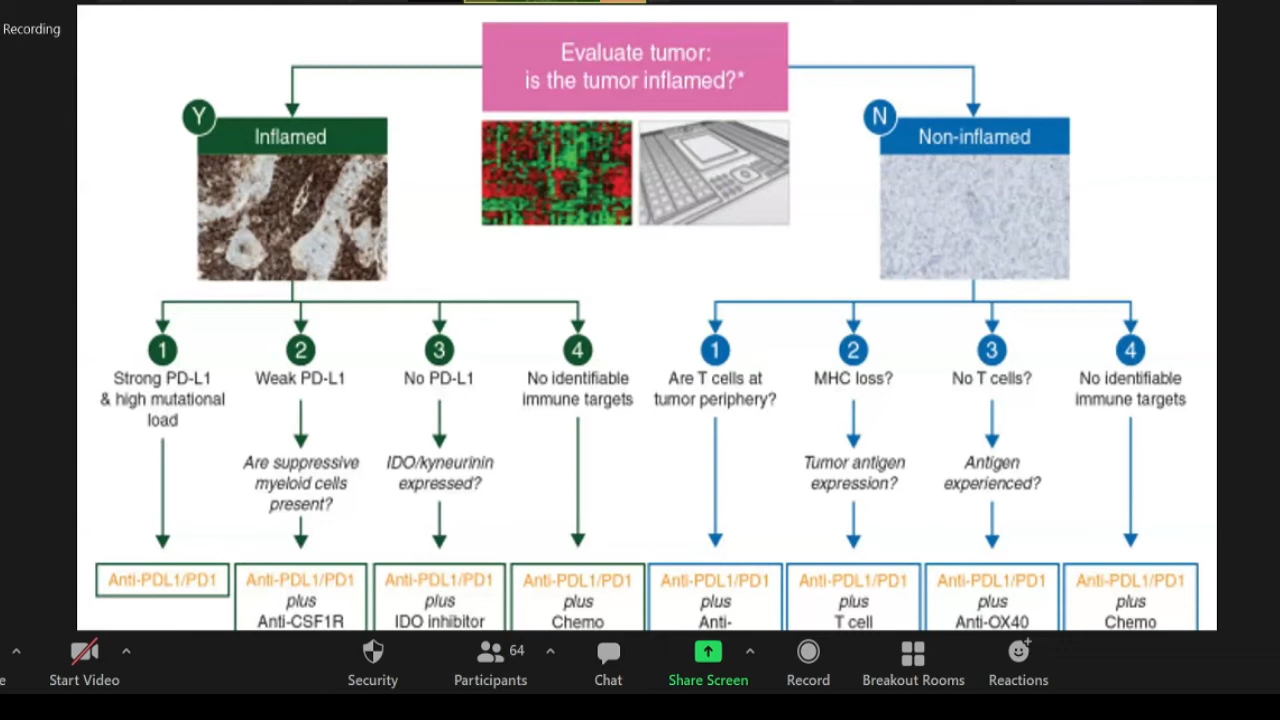 Recording
Evaluate tumor:
is the tumor inflamed?*
Y
Inflamed
N
Non-inflamed
1
Strong PD-L1
& high mutational
load
2
Weak PD-L1
Are suppressive
myeloid cells
present?
3
No PD-L1
IDO/kyneurinin
expressed?
4
No identifiable
immune targets
1
Are T cells at
tumor periphery?
2
MHC loss?
Tumor antigen
expression?
3
No T cells?
Antigen
experienced?
4
No identifiable
immune targets
Anti-PDL1/PD1
Anti-PDL1/PD1
plus
Anti-CSF1R
Anti-PDL1/PD1
plus
IDO inhibitor
Anti-PDL1/PD1
plus
Chemo
Anti-PDL1/PD1
plus
Anti-
Anti-PDL1/PD1
plus
T cell
Anti-PDL1/PD1
plus
Anti-OX40
Anti-PDL1/PD1
plus
Chemo
e
Start Video
Security
Participants
64
Chat
Share Screen
Record
Breakout Rooms
Reactions